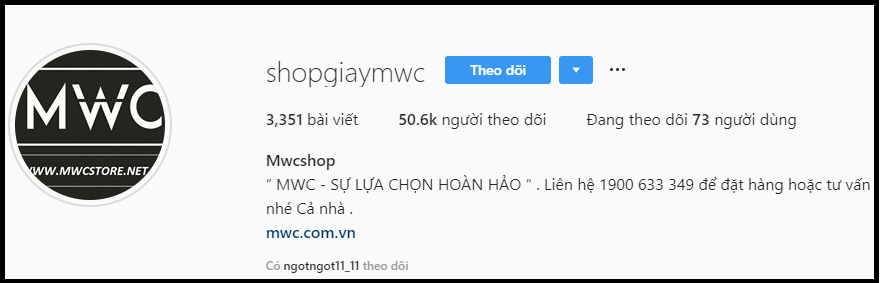 shopgiaymwc Theo dõi
3,351 bài viết 50.6k người theo dõi Đang theo dõi 73 người dùng
MWC
WWW.MWCSTORE.NET
Mwcshop
“ MWC - SỰ LỰA CHỌN HOÀN HẢO “ . Liên hệ 1900 633 349 để đặt hàng hoặc tư vấn
nhé Cả nhà .
mwc.com.vn
Có ngotngot11_11 theo dõi